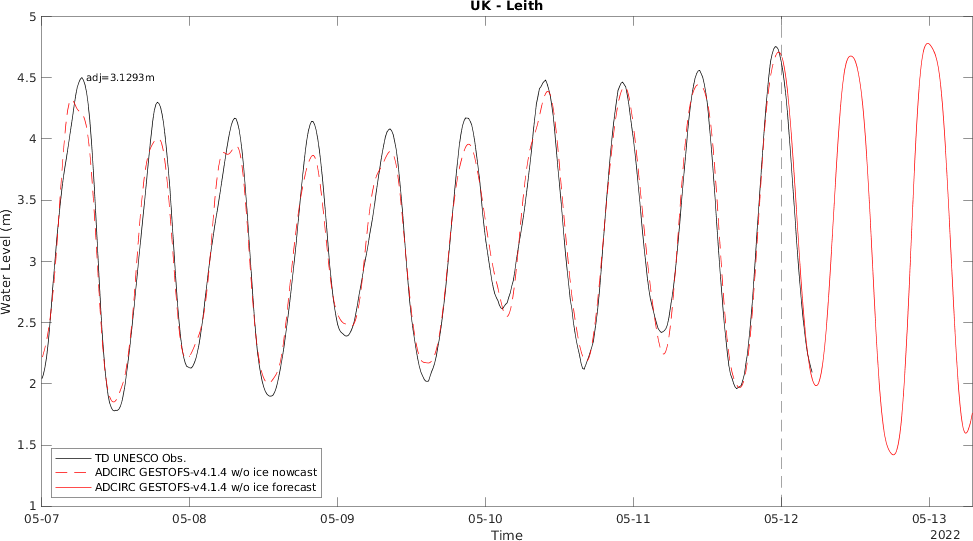 UK - Leith
5
4.5
4
3.5
3
2.5
2
1.5
1
Water Level (m)
adj=3.1293m
TD UNESCO Obs.
ADCIRC GESTOFS-v4.1.4 w/o ice nowcast
ADCIRC GESTOFS-v4.1.4 w/o ice forecast
05-07 05-08 05-09 05-10 05-11 05-12 05-13
Time
2022